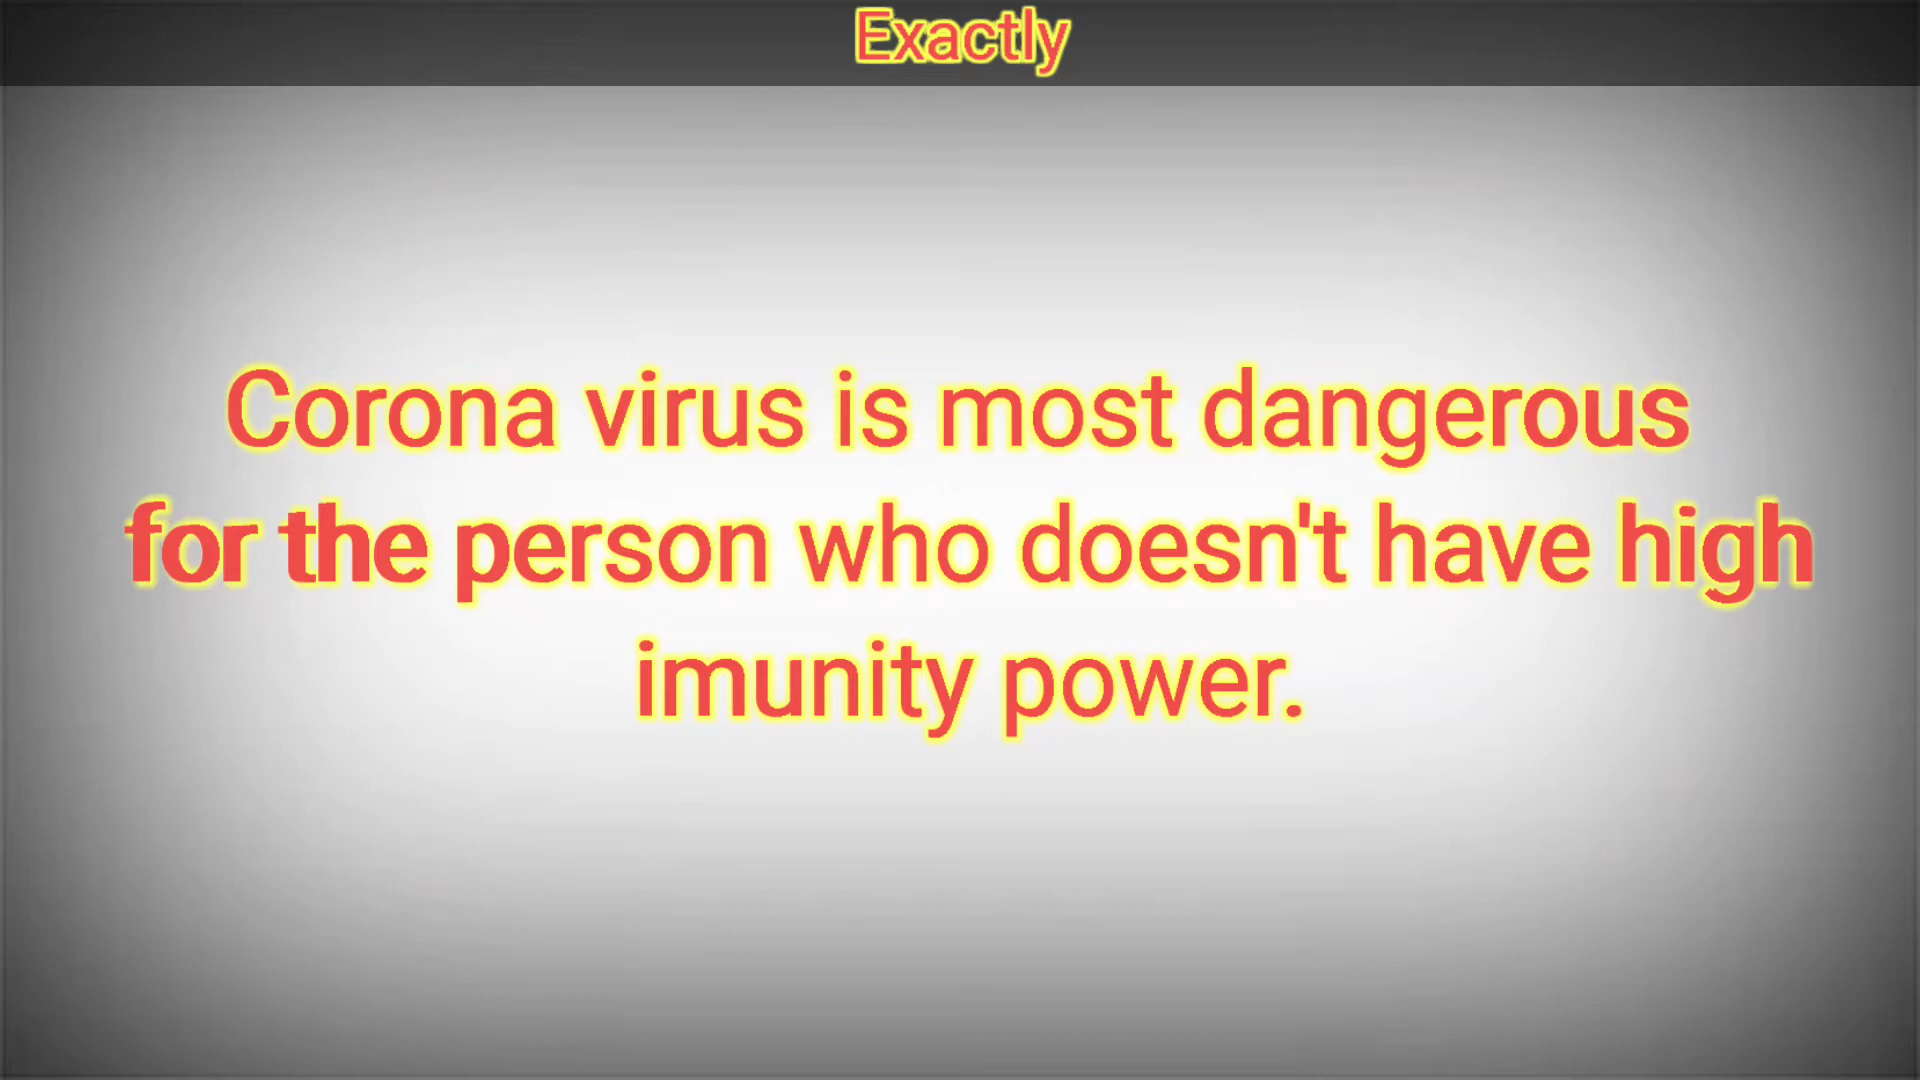 Exactly
Corona virus is most dangerous
for the person who doesn't have high
imunity power.